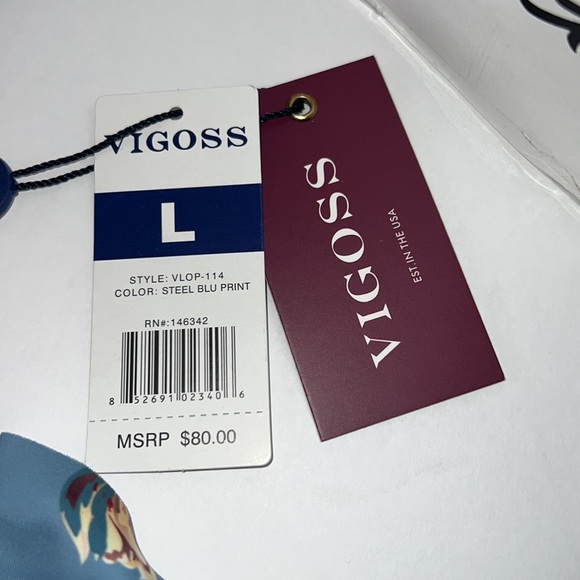 VIGOSS
L
STYLE: VLOP-114
COLOR: STEEL BLU PRINT
RN#:146342
8 52691 02340 6
MSRP $80.00
VIGOSS
EST.IN THE USA